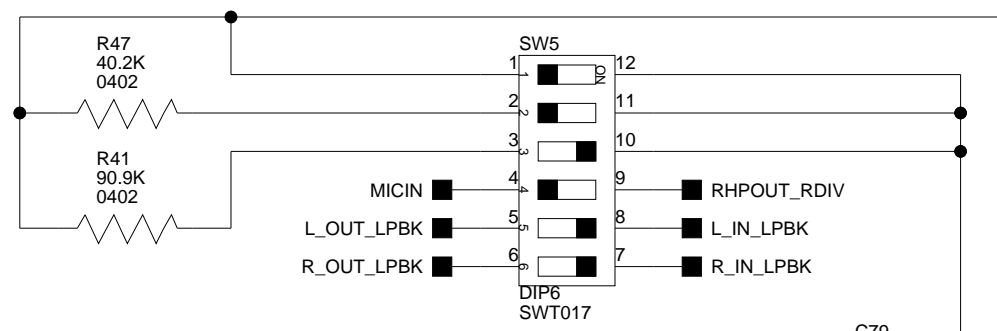 R47
40.2K
0402
R41
90.9K
0402
SW5
1 1 ON 12
2 2 11
3 3 10
MICIN 4 4 9 RHPOUT_RDIV
L_OUT_LPBK 5 5 8 L_IN_LPBK
R_OUT_LPBK 6 6 7 R_IN_LPBK
DIP6
SWT017